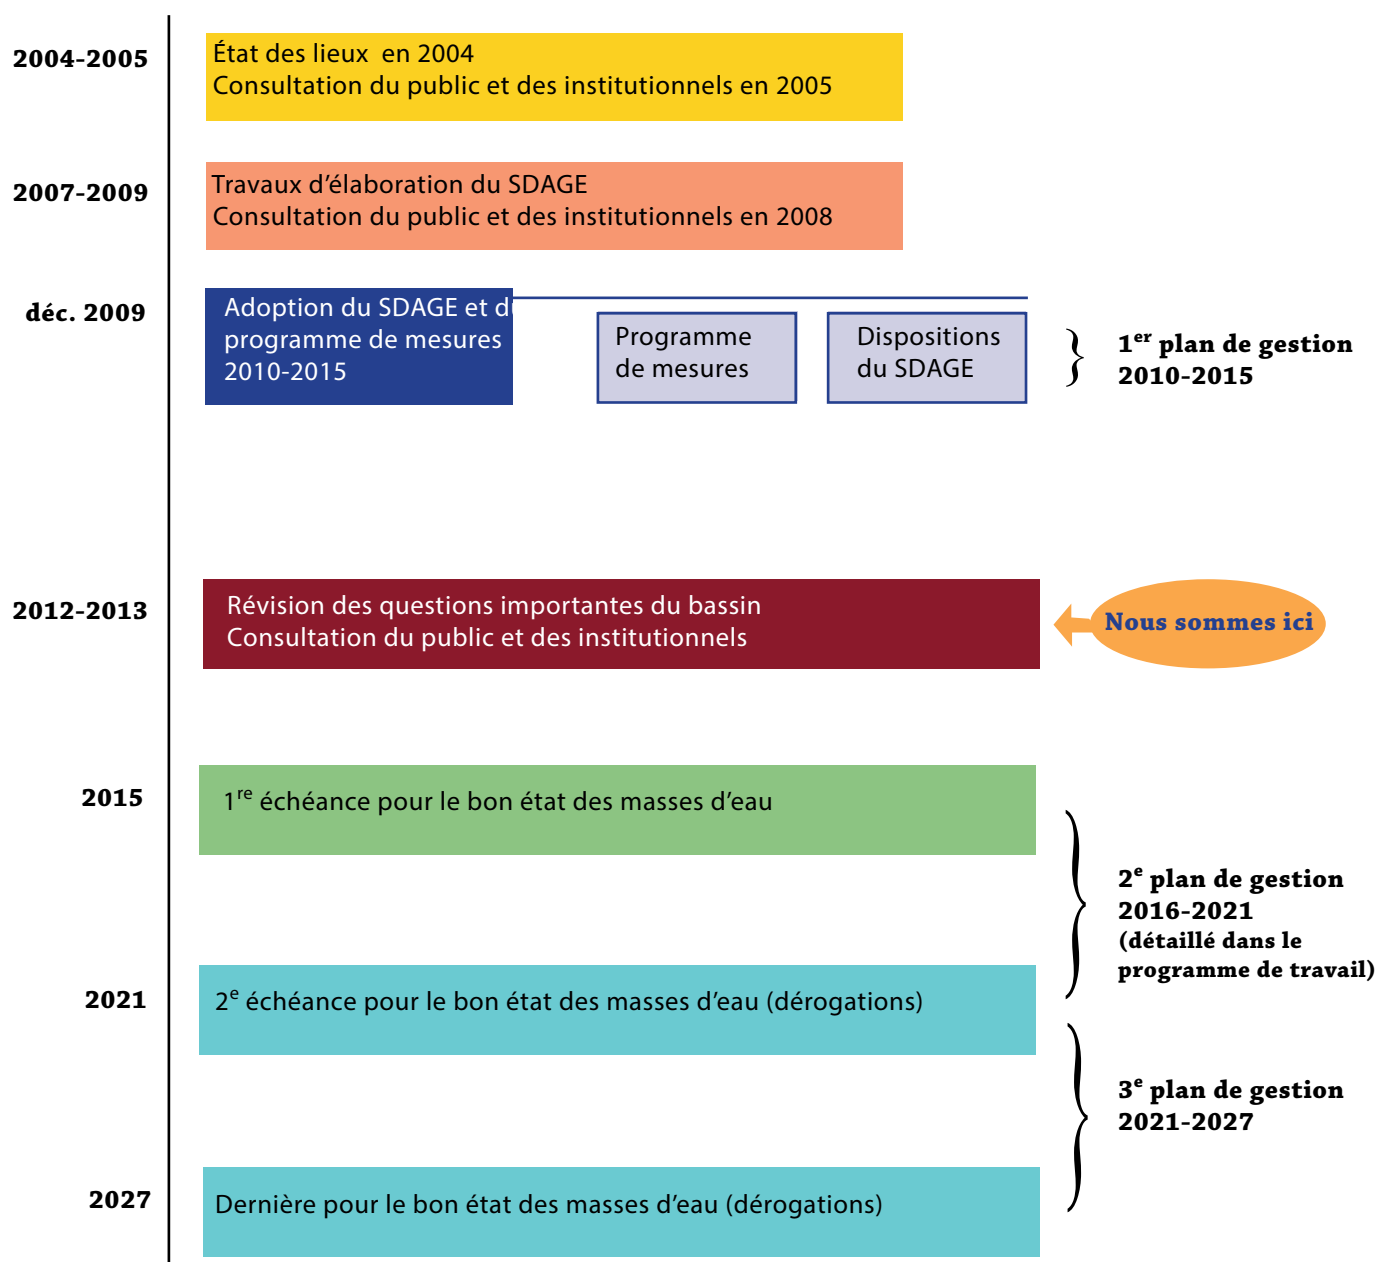 2004-2005
État des lieux en 2004
Consultation du public et des institutionnels en 2005
2007-2009
Travaux d'élaboration du SDAGE
Consultation du public et des institutionnels en 2008
déc. 2009
Adoption du SDAGE et du
programme de mesures
2010-2015
Programme
de mesures
Dispositions
du SDAGE
1er plan de gestion
2010-2015
2012-2013
Révision des questions importantes du bassin
Consultation du public et des institutionnels
Nous sommes ici
2015
1re échéance pour le bon état des masses d'eau
2e plan de gestion
2016-2021
(détaillé dans le
programme de travail)
2021
2e échéance pour le bon état des masses d'eau (dérogations)
3e plan de gestion
2021-2027
2027
Dernière pour le bon état des masses d'eau (dérogations)